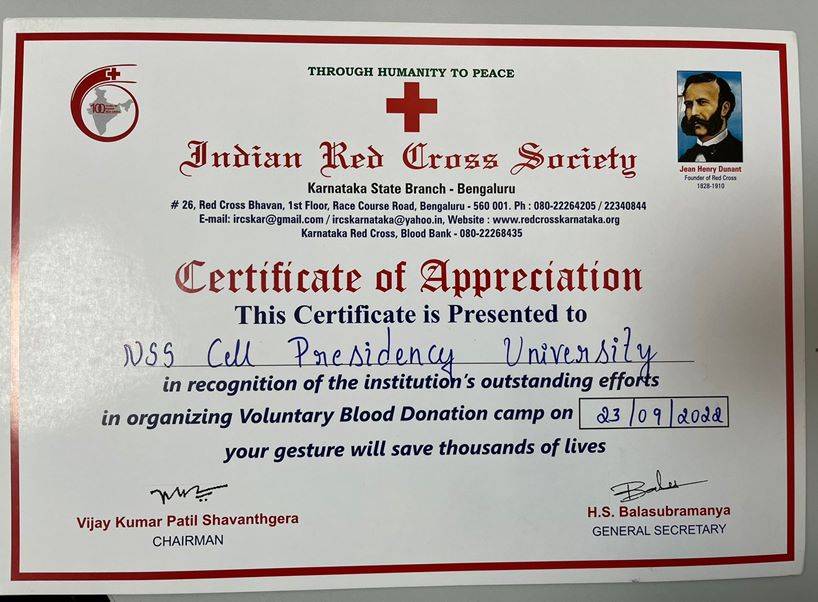 THROUGH HUMANITY TO PEACE
Indian Red Cross Society
Karnataka State Branch - Bengaluru
# 26, Red Cross Bhavan, 1st Floor, Race Course Road, Bengaluru - 560 001. Ph : 080-22264205 / 22340844
E-mail: ircskar@gmail.com / ircskarnataka@yahoo.in, Website : www.redcrosskarnataka.org
Karnataka Red Cross, Blood Bank - 080-22268435
100
Jean Henry Dunant
Founder of Red Cross
1828-1910
Certificate of Appreciation
This Certificate is Presented to
NSS Cell Presidency University
in recognition of the institution's outstanding efforts
in organizing Voluntary Blood Donation camp on 23/09/2022
your gesture will save thousands of lives
Vijay Kumar Patil Shavanthgera
CHAIRMAN
H.S. Balasubramanya
GENERAL SECRETARY